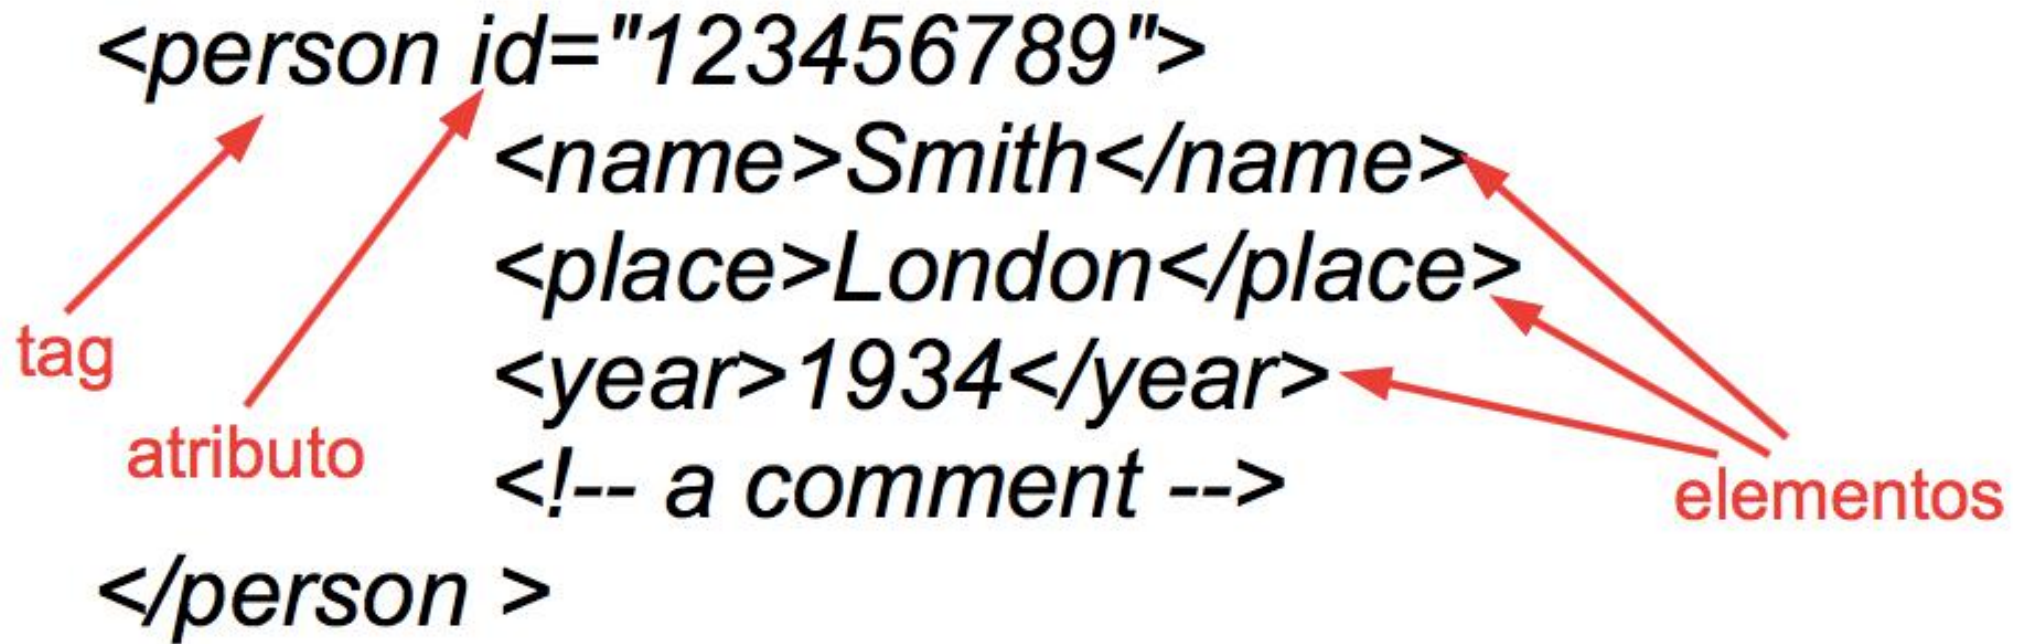 <person id="123456789">
<name>Smith</name>
<place>London</place>
<year>1934</year>
<!-- a comment -->
</person >
tag
atributo
elementos